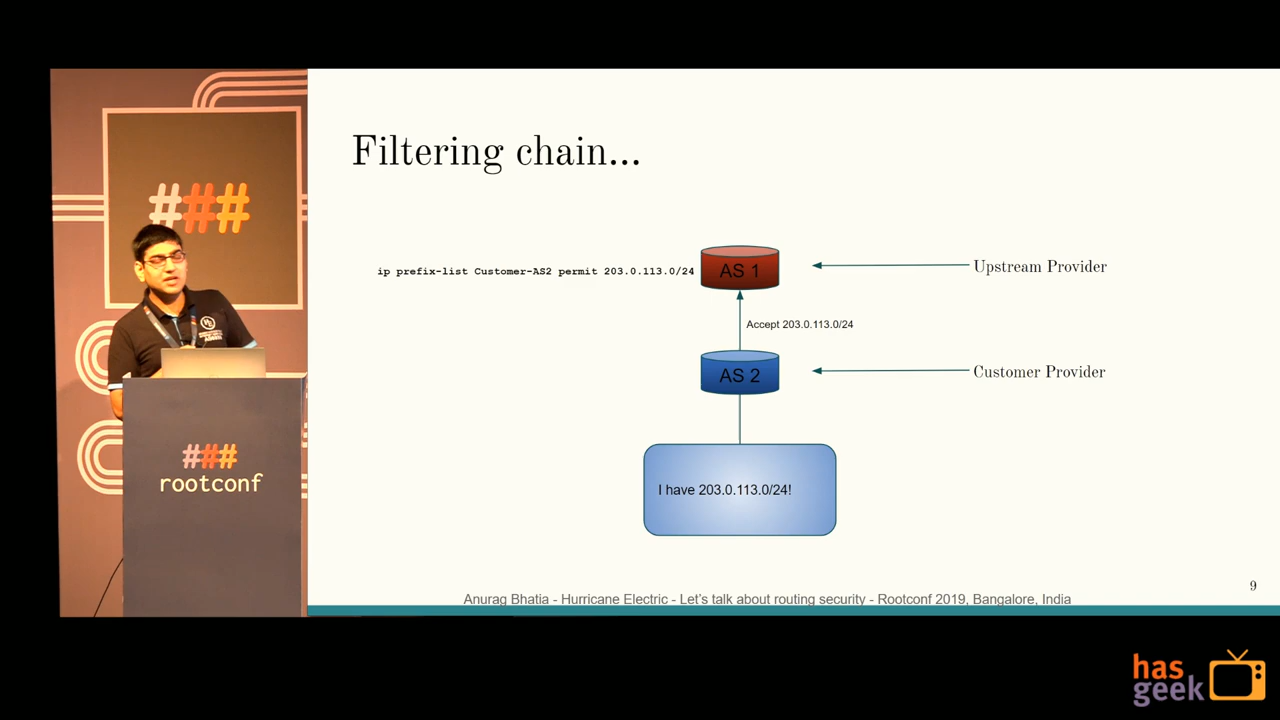 ###
###
rootconf
Filtering chain...
ip prefix-list Customer-AS2 permit 203.0.113.0/24
AS 1
Upstream Provider
Accept 203.0.113.0/24
AS 2
Customer Provider
I have 203.0.113.0/24!
9
Anurag Bhatia - Hurricane Electric - Let's talk about routing security - Rootconf 2019, Bangalore, India
has
geek